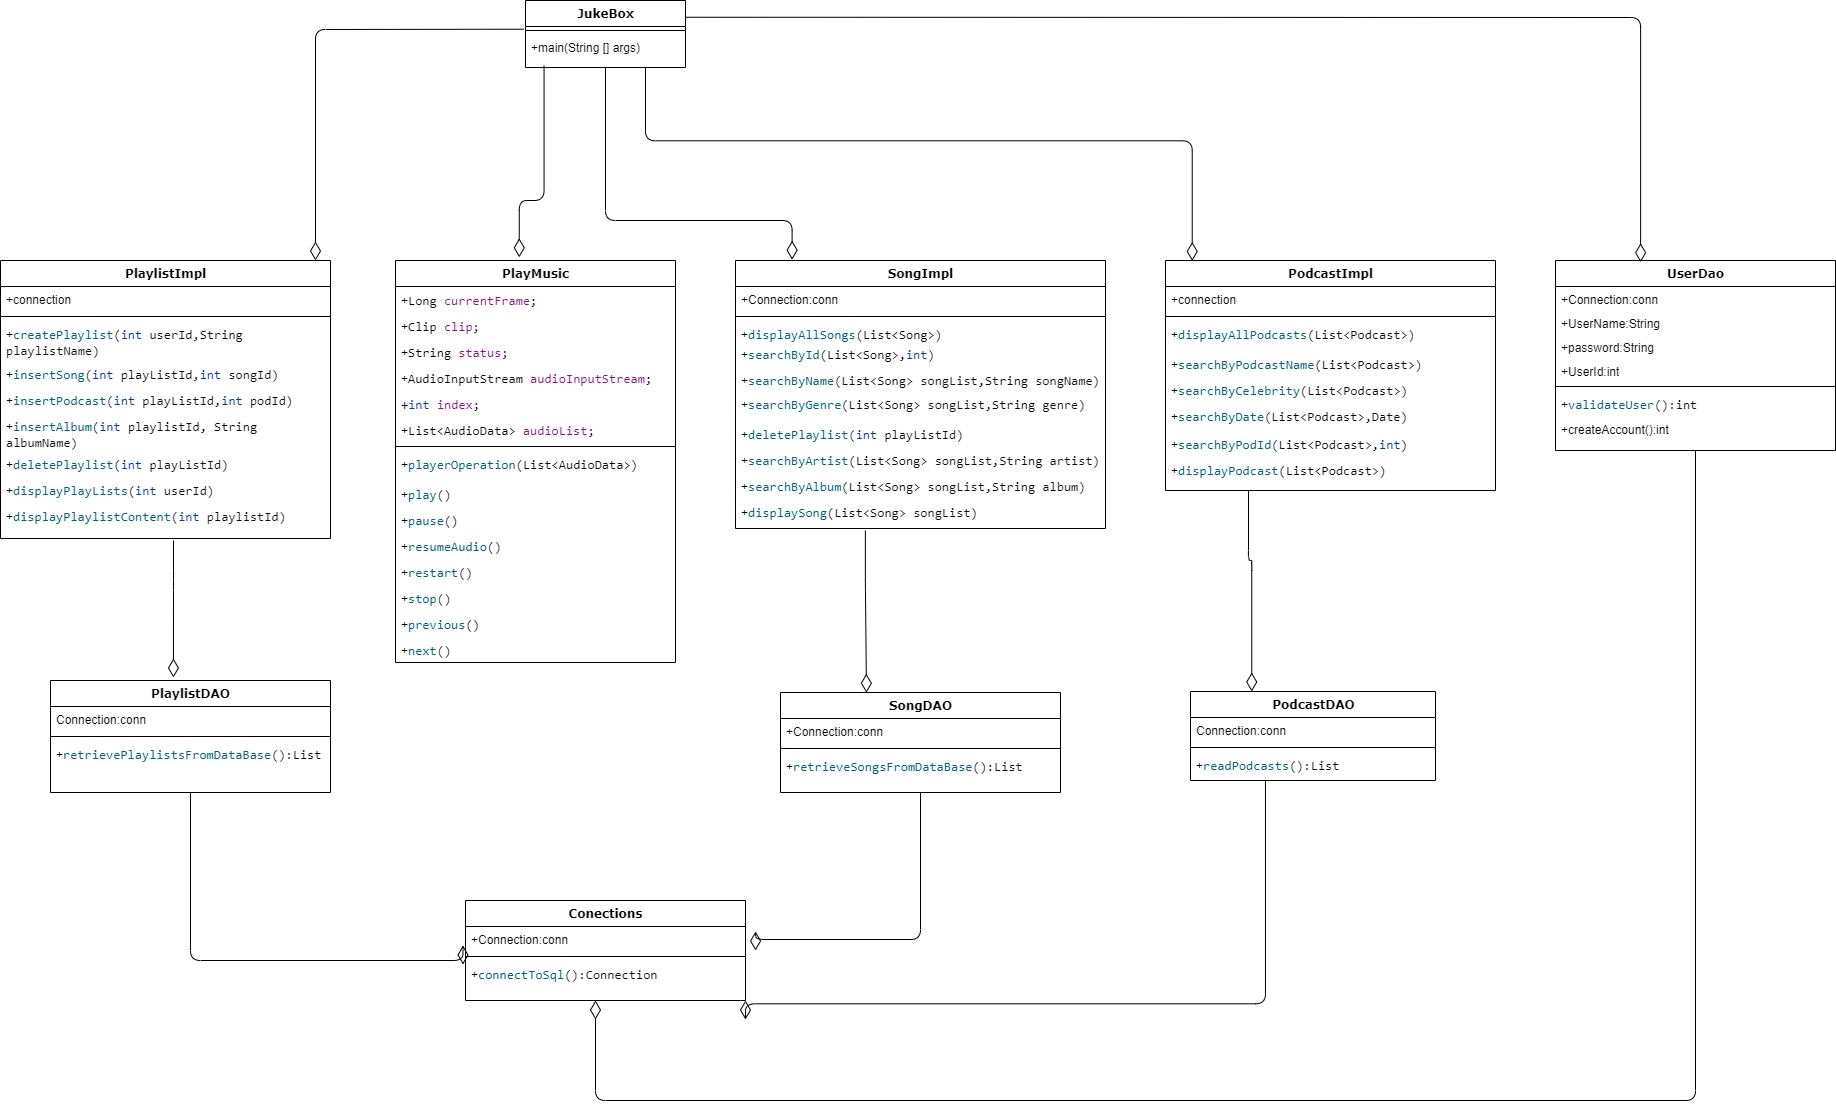 JukeBox
+main(String [] args)
PlaylistImpl
+connection
+createPlaylist(int userId,String
playlistName)
+insertSong(int playListId,int songId)
+insertPodcast(int playListId,int podId)
+insertAlbum(int playlistId, String
albumName)
+deletePlaylist(int playListId)
+displayPlayLists(int userId)
+displayPlaylistContent(int playlistId)
PlayMusic
+Long currentFrame;
+Clip clip;
+String status;
+AudioInputStream audioInputStream;
+int index;
+List<AudioData> audioList;
+playerOperation(List<AudioData>)
+play()
+pause()
+resumeAudio()
+restart()
+stop()
+previous()
+next()
SongImpl
+Connection:conn
+displayAllSongs(List<Song>)
+searchById(List<Song>,int)
+searchByName(List<Song> songList,String songName)
+searchByGenre(List<Song> songList,String genre)
+deletePlaylist(int playListId)
+searchByArtist(List<Song> songList,String artist)
+searchByAlbum(List<Song> songList,String album)
+displaySong(List<Song> songList)
PodcastImpl
+connection
+displayAllPodcasts(List<Podcast>)
+searchByPodcastName(List<Podcast>)
+searchByCelebrity(List<Podcast>)
+searchByDate(List<Podcast>,Date)
+searchByPodId(List<Podcast>,int)
+displayPodcast(List<Podcast>)
UserDao
+Connection:conn
+UserName:String
+password:String
+UserId:int
+validateUser():int
+createAccount():int
PlaylistDAO
Connection:conn
+retrievePlaylistsFromDataBase():List
SongDAO
+Connection:conn
+retrieveSongsFromDataBase():List
PodcastDAO
Connection:conn
+readPodcasts():List
Conections
+Connection:conn
+connectToSql():Connection